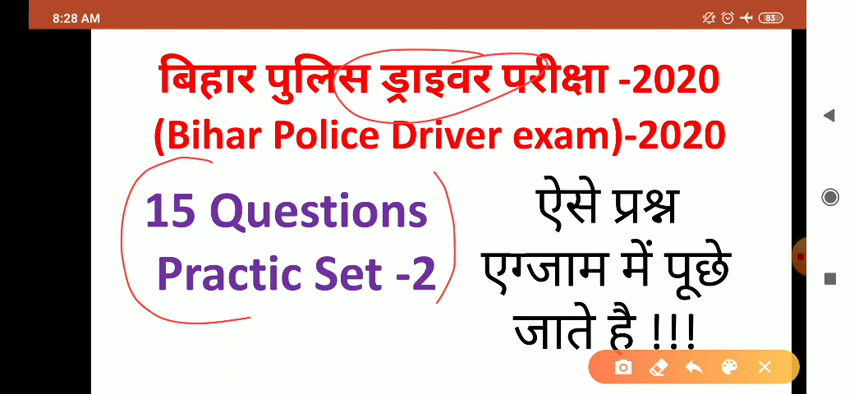 8:28 AM
83
बिहार पुलिस ड्राइवर परीक्षा -2020
(Bihar Police Driver exam)-2020
15 Questions
Practic Set -2
ऐसे प्रश्न
एग्जाम में पूछे
जाते है !!!